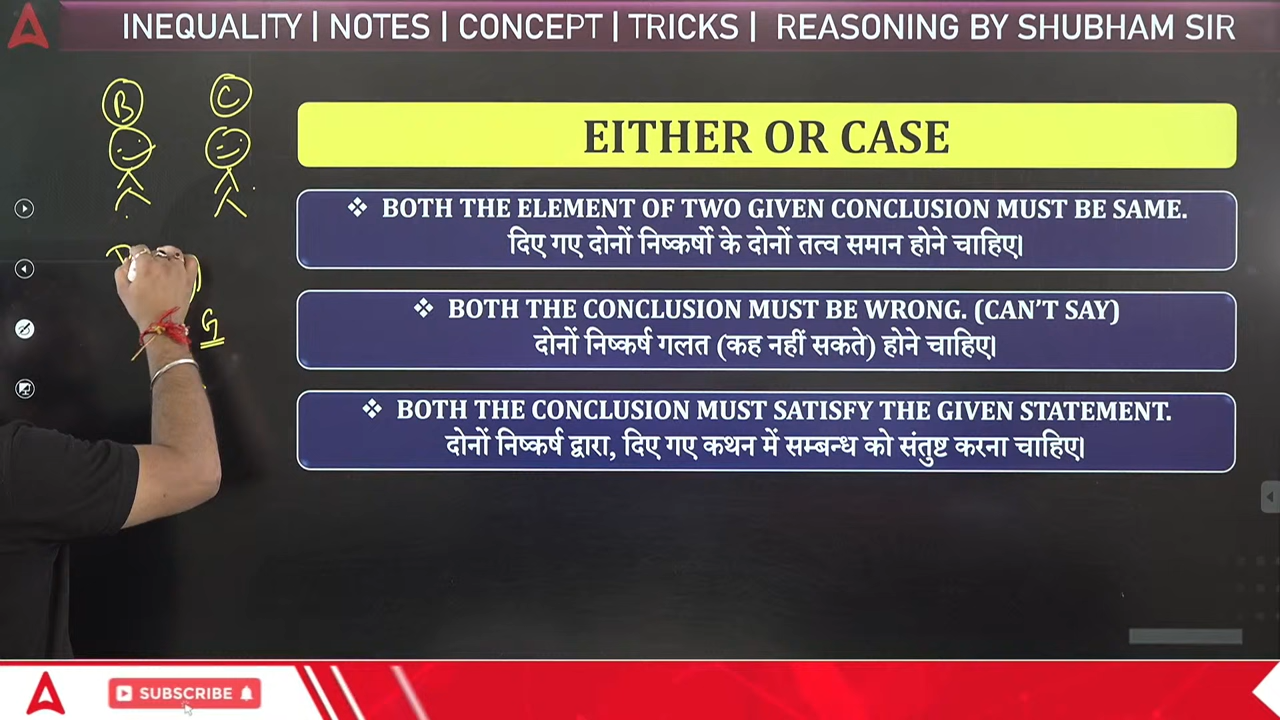 INEQUALITY | NOTES | CONCEPT | TRICKS | REASONING BY SHUBHAM SIR
B C
EITHER OR CASE
❖ BOTH THE ELEMENT OF TWO GIVEN CONCLUSION MUST BE SAME.
दिए गए दोनों निष्कर्षो के दोनों तत्व समान होने चाहिए।
❖ BOTH THE CONCLUSION MUST BE WRONG. (CAN'T SAY)
दोनों निष्कर्ष गलत (कह नहीं सकते) होने चाहिए।
❖ BOTH THE CONCLUSION MUST SATISFY THE GIVEN STATEMENT.
दोनों निष्कर्ष द्वारा, दिए गए कथन में सम्बन्ध को संतुष्ट करना चाहिए।
SUBSCRIBE